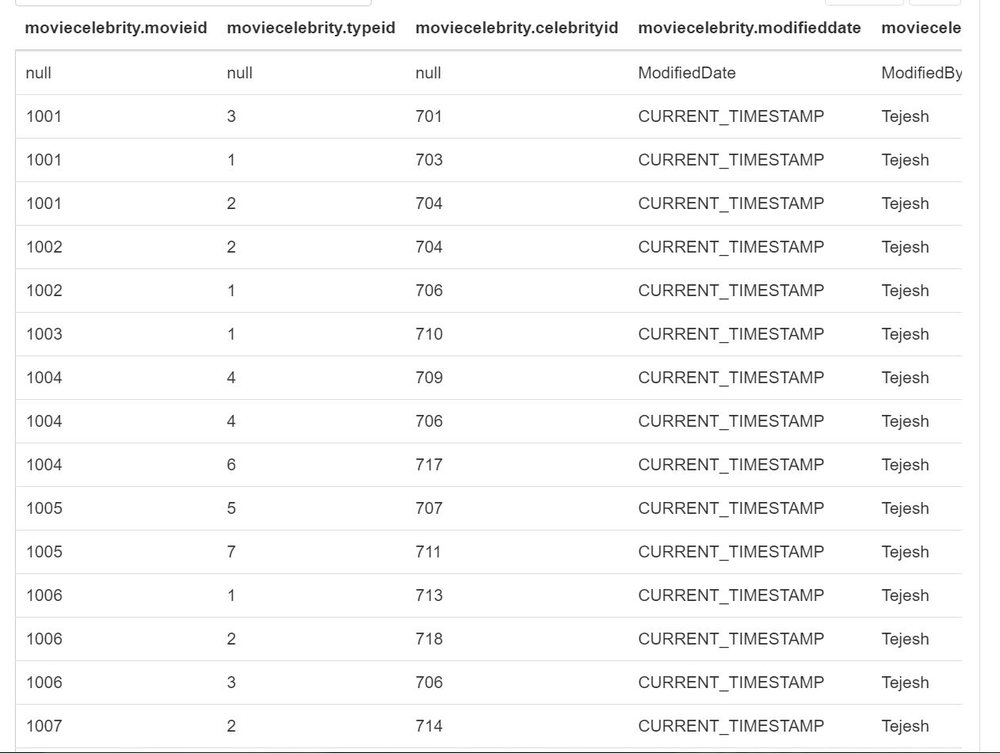 moviecelebrity.movieid moviecelebrity.typeid moviecelebrity.celebrityid moviecelebrity.modifieddate moviecele
null null null ModifiedDate ModifiedBy
1001 3 701 CURRENT_TIMESTAMP Tejesh
1001 1 703 CURRENT_TIMESTAMP Tejesh
1001 2 704 CURRENT_TIMESTAMP Tejesh
1002 2 704 CURRENT_TIMESTAMP Tejesh
1002 1 706 CURRENT_TIMESTAMP Tejesh
1003 1 710 CURRENT_TIMESTAMP Tejesh
1004 4 709 CURRENT_TIMESTAMP Tejesh
1004 4 706 CURRENT_TIMESTAMP Tejesh
1004 6 717 CURRENT_TIMESTAMP Tejesh
1005 5 707 CURRENT_TIMESTAMP Tejesh
1005 7 711 CURRENT_TIMESTAMP Tejesh
1006 1 713 CURRENT_TIMESTAMP Tejesh
1006 2 718 CURRENT_TIMESTAMP Tejesh
1006 3 706 CURRENT_TIMESTAMP Tejesh
1007 2 714 CURRENT_TIMESTAMP Tejesh